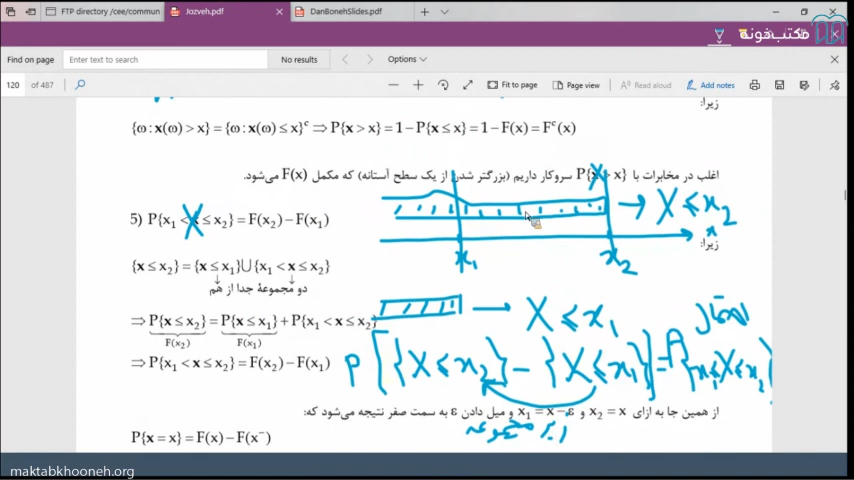 FTP directory /cee/commun
Jozveh.pdf
DanBonehSlides.pdf
مکتب‌خونه
Find on page
Enter text to search
No results
Options
120 of 487
Fit to page
Page view
Read aloud
Add notes
زیرا:
{ω : x(ω) > x} = {ω : x(ω) ≤ x}ᶜ ⇒ P{x > x} = 1 − P{x ≤ x} = 1 − F(x) = Fᶜ(x)
اغلب در مخابرات با P{x > x} سروکار داریم (بزرگتر شدن از یک سطح آستانه) که مکمل F(x) می‌شود.
X
→ X ≤ x₂
5) P{x₁ < x ≤ x₂} = F(x₂) − F(x₁)
X
x
زیرا:
x₁
x₂
{x ≤ x₂} = {x ≤ x₁} ∪ {x₁ < x ≤ x₂}
دو مجموعهٔ جدا از هم
→ X ≤ x₁
⇒ P{x ≤ x₂} = P{x ≤ x₁} + P{x₁ < x ≤ x₂}
F(x₂) F(x₁)
P[{X ≤ x₂} − {X ≤ x₁}] = P{x₁ ≤ X ≤ x₂}
⇒ P{x₁ < x ≤ x₂} = F(x₂) − F(x₁)
از همین جا به ازای x₂ = x و x₁ = x − ε و میل دادن ε به سمت صفر نتیجه می‌شود که:
P{x = x} = F(x) − F(x⁻)
maktabkhooneh.org